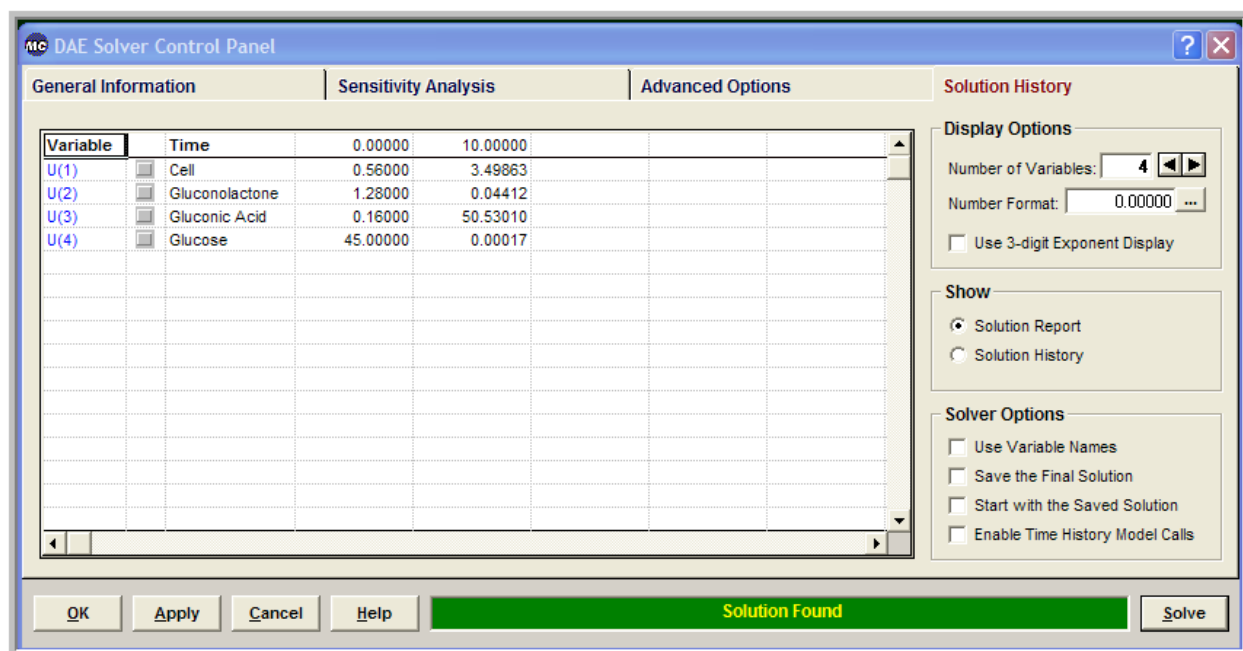 MC DAE Solver Control Panel
General Information Sensitivity Analysis Advanced Options Solution History
Variable Time 0.00000 10.00000
U(1) Cell 0.56000 3.49863
U(2) Gluconolactone 1.28000 0.04412
U(3) Gluconic Acid 0.16000 50.53010
U(4) Glucose 45.00000 0.00017
Display Options
Number of Variables: 4
Number Format: 0.00000 ...
Use 3-digit Exponent Display
Show
Solution Report
Solution History
Solver Options
Use Variable Names
Save the Final Solution
Start with the Saved Solution
Enable Time History Model Calls
OK Apply Cancel Help Solution Found Solve